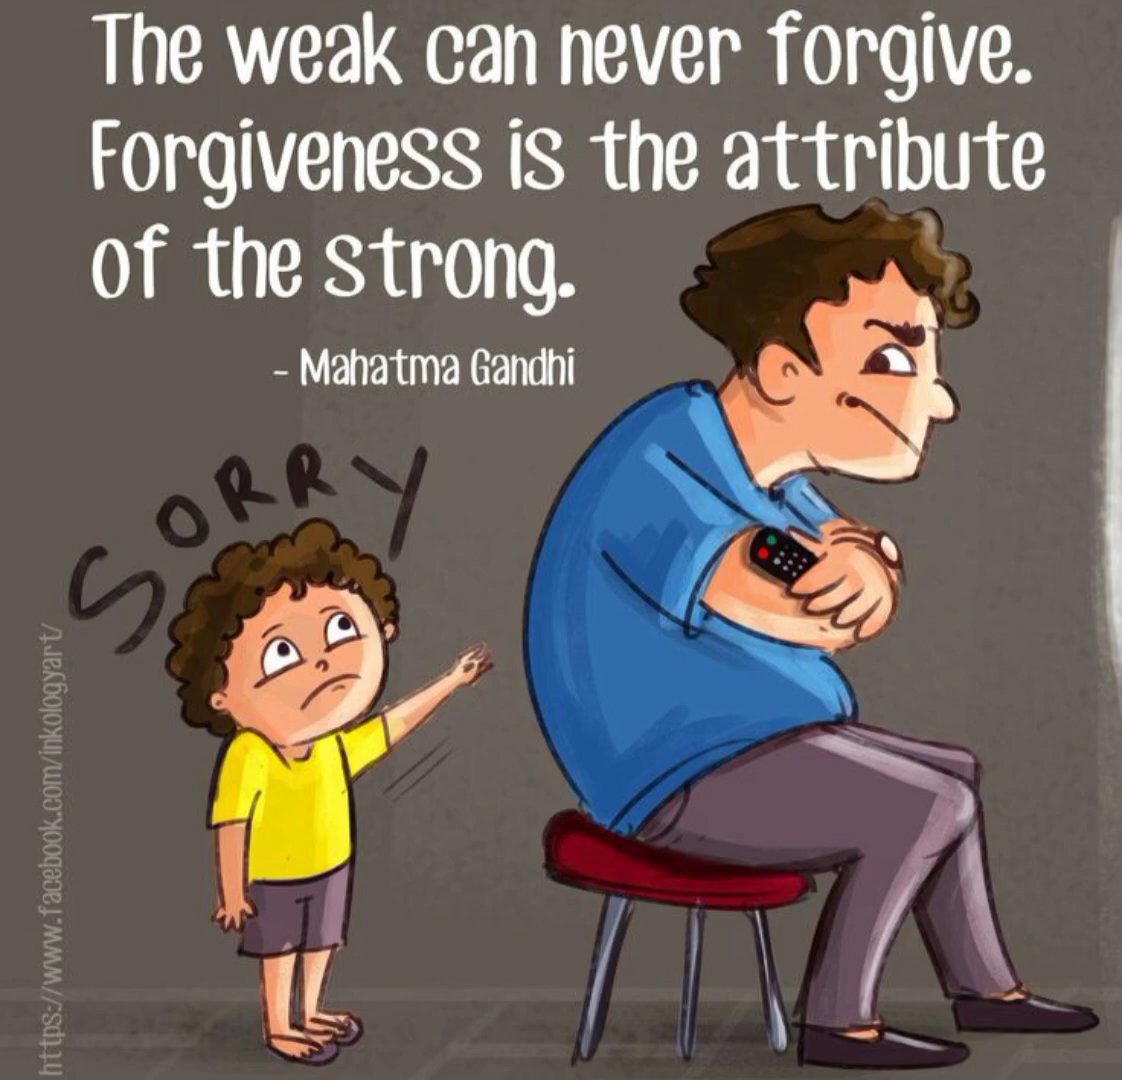 The weak can never forgive.
Forgiveness is the attribute
of the strong.
- Mahatma Gandhi
SORRY
https://www.facebook.com/inkologyart/